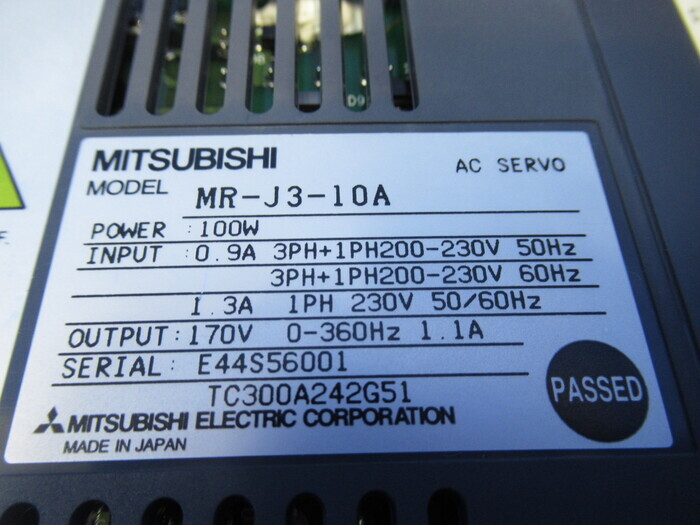 D9
MITSUBISHI
AC SERVO
MODEL MR-J3-10A
POWER : 100W
INPUT : 0.9A 3PH+1PH200-230V 50Hz
3PH+1PH200-230V 60Hz
1.3A 1PH 230V 50/60Hz
OUTPUT : 170V 0-360Hz 1.1A
SERIAL : E44S56001
TC300A242G51
MITSUBISHI ELECTRIC CORPORATION
MADE IN JAPAN
PASSED